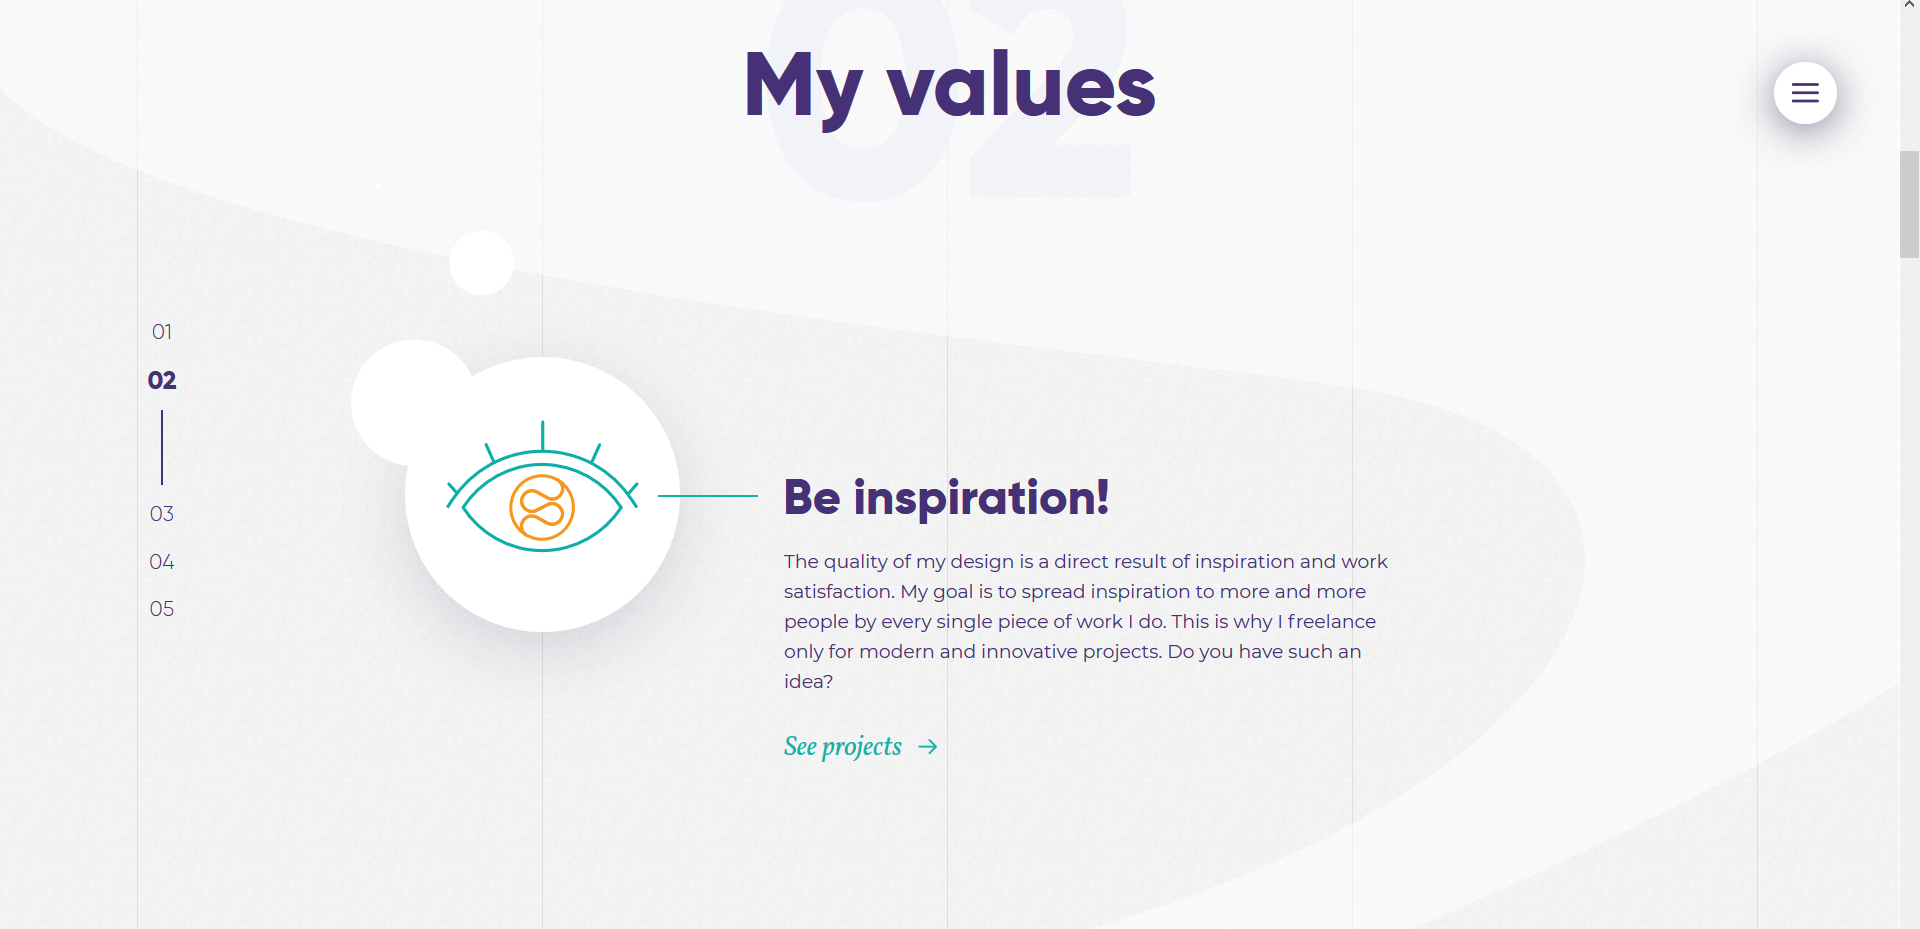 02
My values
01
02
03
04
05
Be inspiration!
The quality of my design is a direct result of inspiration and work
satisfaction. My goal is to spread inspiration to more and more
people by every single piece of work I do. This is why I freelance
only for modern and innovative projects. Do you have such an
idea?
See projects